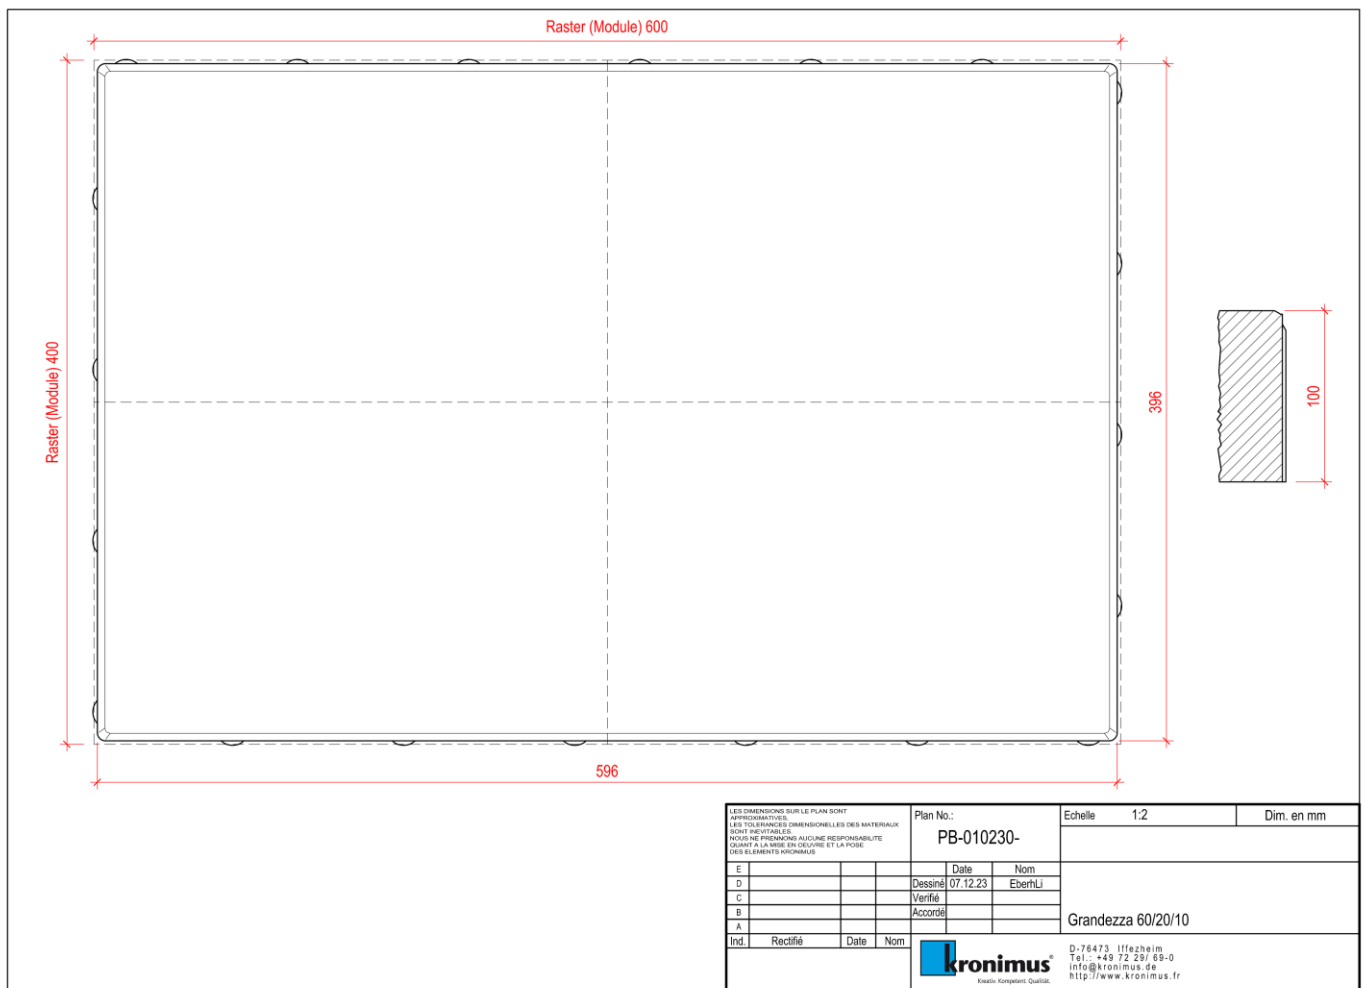 Raster (Module) 600
Raster (Module) 400
396
100
596
LES DIMENSIONS SUR LE PLAN SONT
APPROXIMATIVES,
LES TOLERANCES DIMENSIONELLES DES MATERIAUX
SONT INEVITABLES.
NOUS NE PRENNONS AUCUNE RESPONSABILITE
QUANT A LA MISE EN OEUVRE ET LA POSE
DES ELEMENTS KRONIMUS
Plan No.:
PB-010230-
Echelle 1:2
Dim. en mm
E
D
C
B
A
Ind. Rectifié Date Nom
Date Nom
Dessiné 07.12.23 EberhLi
Verifié
Accordé
Grandezza 60/20/10
kronimus®
Kreativ. Kompetent. Qualität.
D-76473 Iffezheim
Tel.: +49 72 29/ 69-0
info@kronimus.de
http://www.kronimus.fr